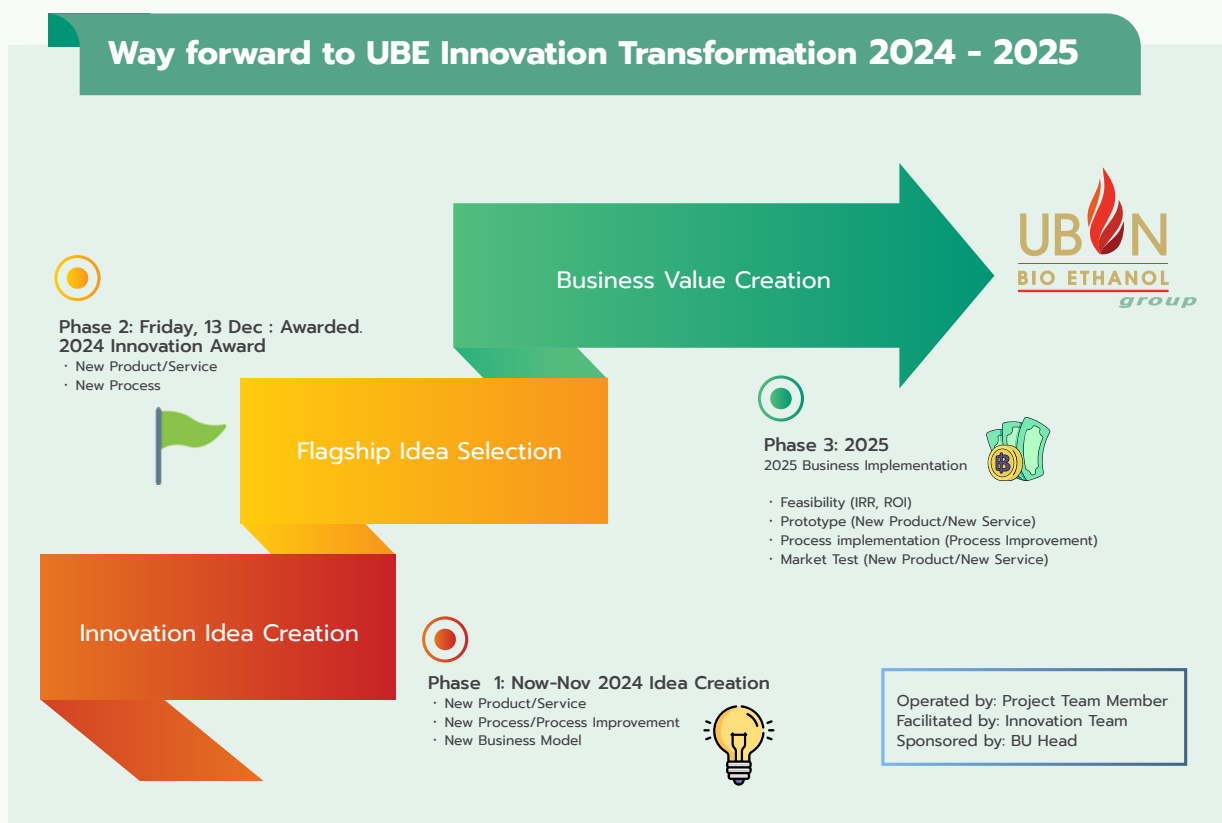 Way forward to UBE Innovation Transformation 2024 - 2025
UBON
BIO ETHANOL
group
Business Value Creation
Phase 2: Friday, 13 Dec : Awarded.
2024 Innovation Award
· New Product/Service
· New Process
Flagship Idea Selection
Phase 3: 2025
2025 Business Implementation
· Feasibility (IRR, ROI)
· Prototype (New Product/New Service)
· Process implementation (Process Improvement)
· Market Test (New Product/New Service)
Innovation Idea Creation
Phase  1: Now-Nov 2024 Idea Creation
· New Product/Service
· New Process/Process Improvement
· New Business Model
Operated by: Project Team Member
Facilitated by: Innovation Team
Sponsored by: BU Head